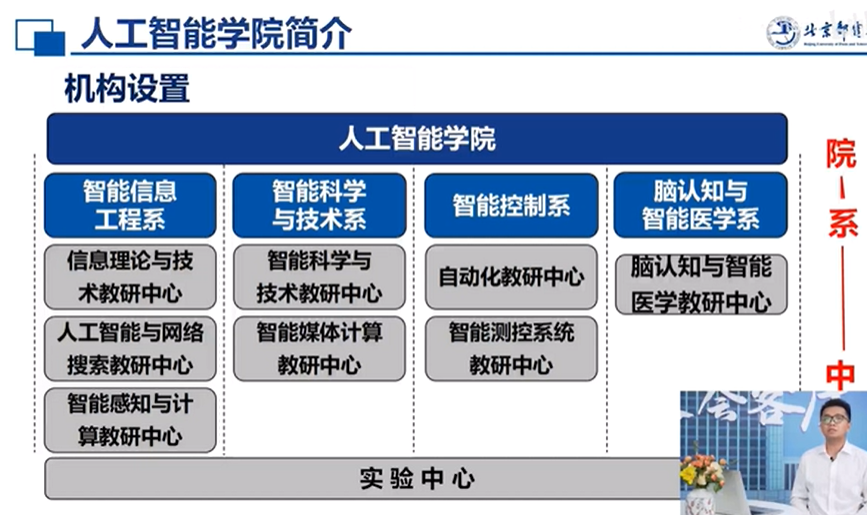 人工智能学院简介
北京邮电
机构设置
人工智能学院
智能信息
工程系
智能科学
与技术系
智能控制系
脑认知与
智能医学系
信息理论与技
术教研中心
智能科学与
技术教研中心
自动化教研中心
脑认知与智能
医学教研中心
人工智能与网络
搜索教研中心
智能媒体计算
教研中心
智能测控系统
教研中心
智能感知与计
算教研中心
实验中心
院
系
中
会客厅